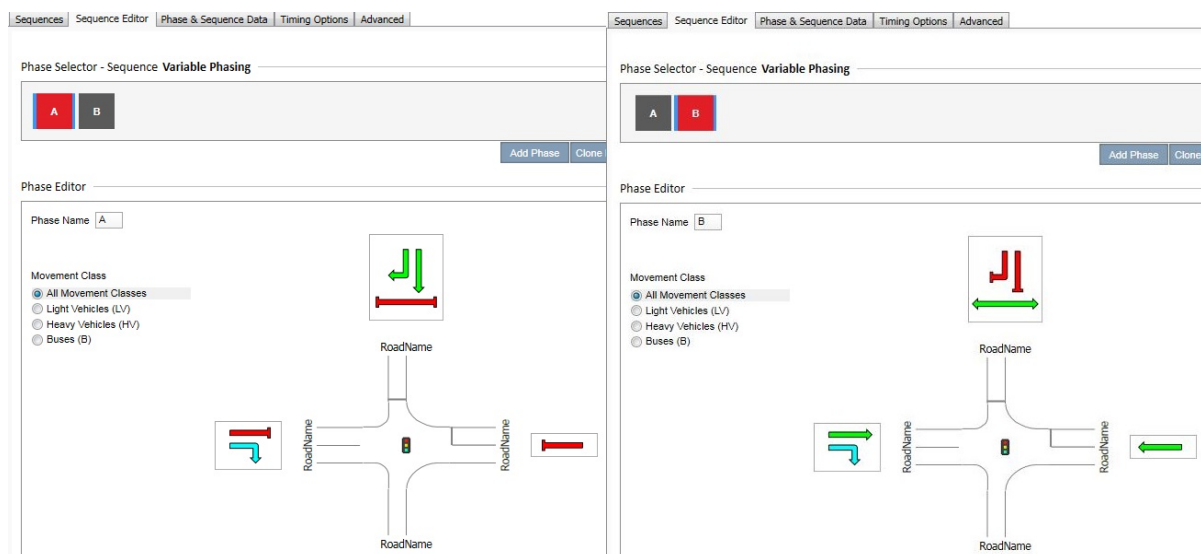 Sequences Sequence Editor Phase & Sequence Data Timing Options Advanced
Phase Selector - Sequence Variable Phasing
A B
Add Phase Clone
Phase Editor
Phase Name A
Movement Class
All Movement Classes
Light Vehicles (LV)
Heavy Vehicles (HV)
Buses (B)
RoadName
RoadName
RoadName
RoadName
Sequences Sequence Editor Phase & Sequence Data Timing Options Advanced
Phase Selector - Sequence Variable Phasing
A B
Add Phase Clone
Phase Editor
Phase Name B
Movement Class
All Movement Classes
Light Vehicles (LV)
Heavy Vehicles (HV)
Buses (B)
RoadName
RoadName
RoadName
RoadName